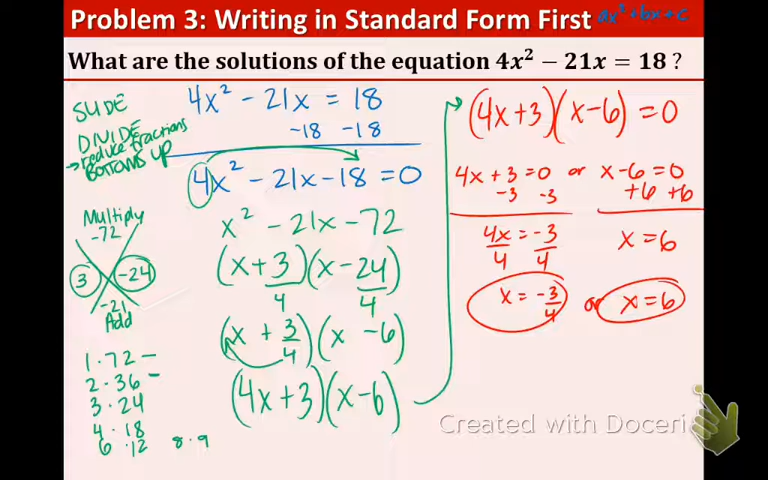 Problem 3: Writing in Standard Form First ax² + bx + c
What are the solutions of the equation 4x² − 21x = 18 ?
SLIDE
DIVIDE
→ reduce fractions
BOTTOMS UP
4x² - 21x = 18
-18 -18
4x² - 21x - 18 = 0
x² - 21x - 72
(x + 3/4)(x - 24/4)
(x + 3/4)(x - 6)
(4x + 3)(x - 6)
Multiply
-72
3 -24
-21
Add
1 · 72 –
2 · 36 –
3 · 24
4 · 18
6 · 12 8 · 9
(4x + 3)(x - 6) = 0
4x + 3 = 0 or x - 6 = 0
-3 -3 +6 +6
4x/4 = -3/4 x = 6
x = -3/4 or x = 6
Created with Doceri